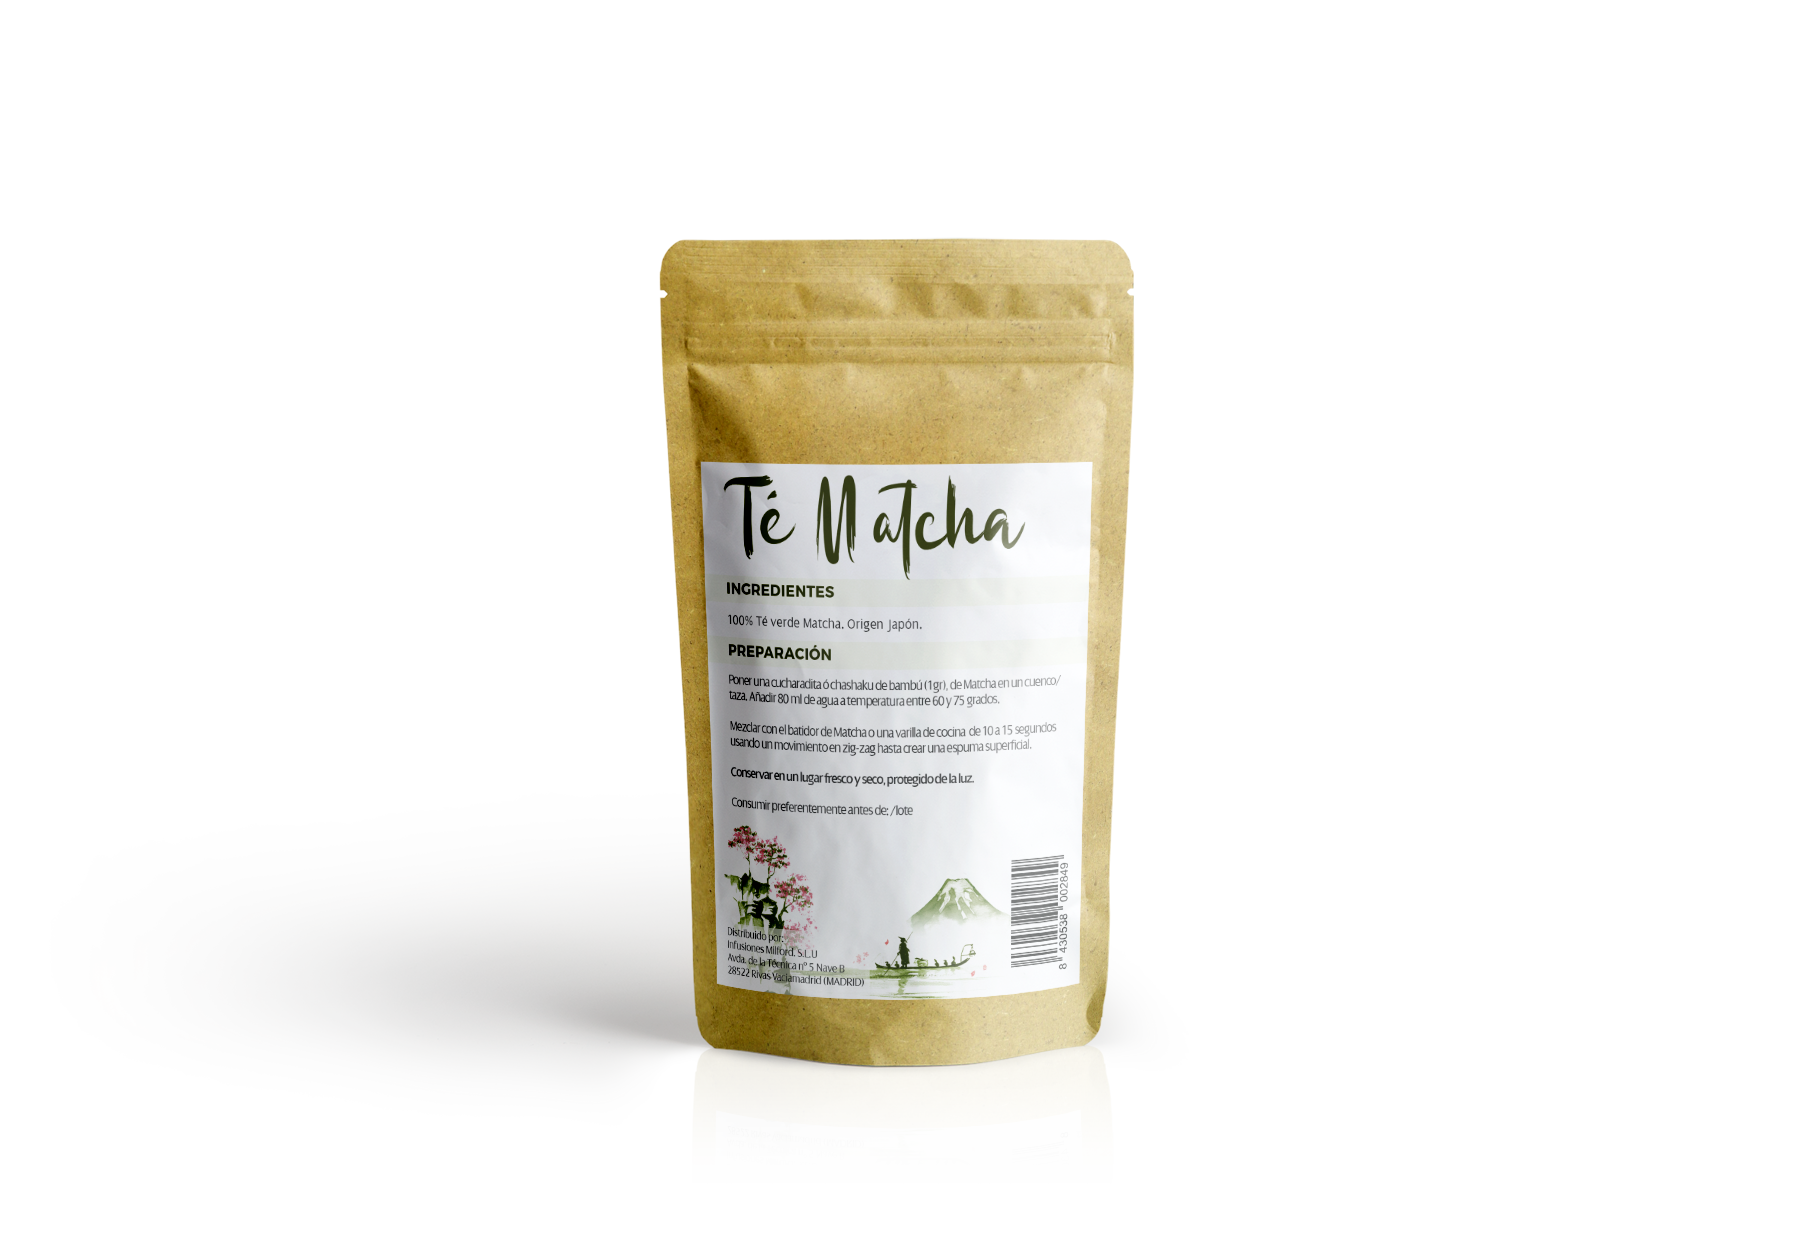 Té Matcha
INGREDIENTES
100% Té verde Matcha. Origen Japón.
PREPARACIÓN
Poner una cucharadita ó chashaku de bambú (1gr), de Matcha en un cuenco/
taza. Añadir 80 ml de agua a temperatura entre 60 y 75 grados.
Mezclar con el batidor de Matcha o una varilla de cocina de 10 a 15 segundos
usando un movimiento en zig-zag hasta crear una espuma superficial.
Conservar en un lugar fresco y seco, protegido de la luz.
Consumir preferentemente antes de: /lote
Distribuido por:
Infusiones Milford. S.L.U
Avda. de la Técnica nº 5 Nave B
28522 Rivas Vaciamadrid (MADRID)
8 430538 002849